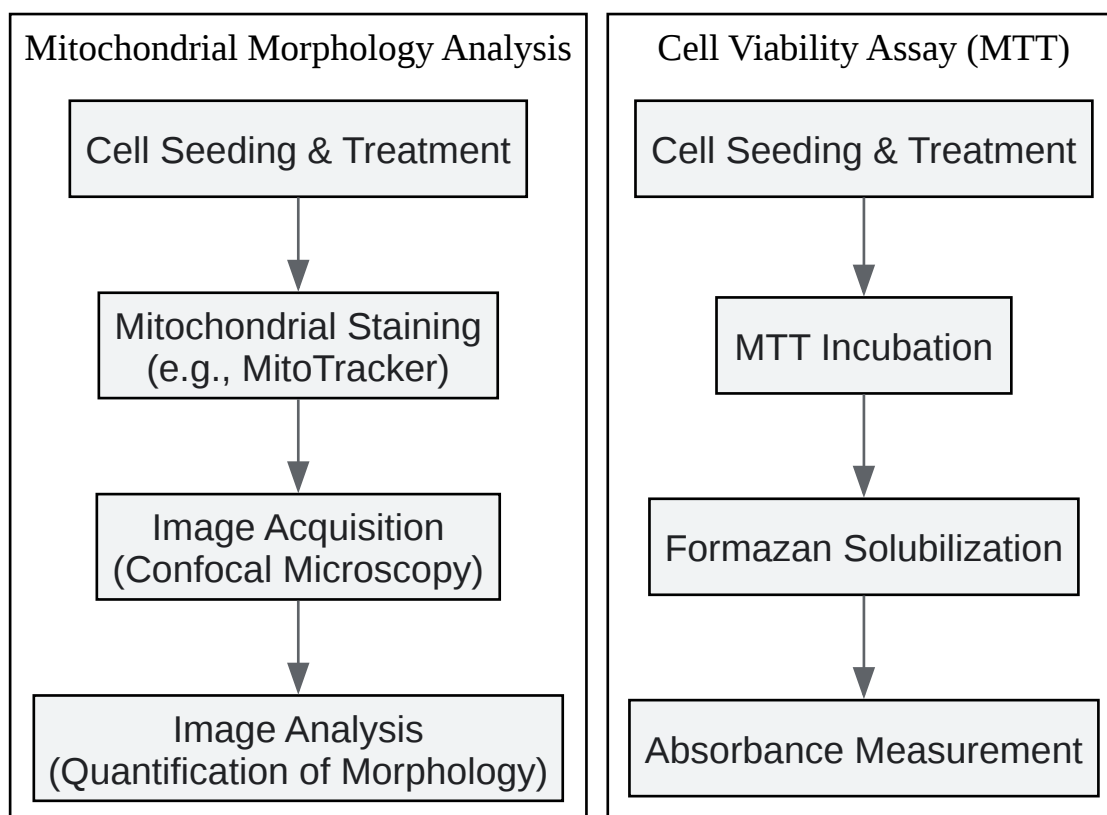 Mitochondrial Morphology Analysis
Cell Seeding & Treatment
Mitochondrial Staining
(e.g., MitoTracker)
Image Acquisition
(Confocal Microscopy)
Image Analysis
(Quantification of Morphology)
Cell Viability Assay (MTT)
Cell Seeding & Treatment
MTT Incubation
Formazan Solubilization
Absorbance Measurement